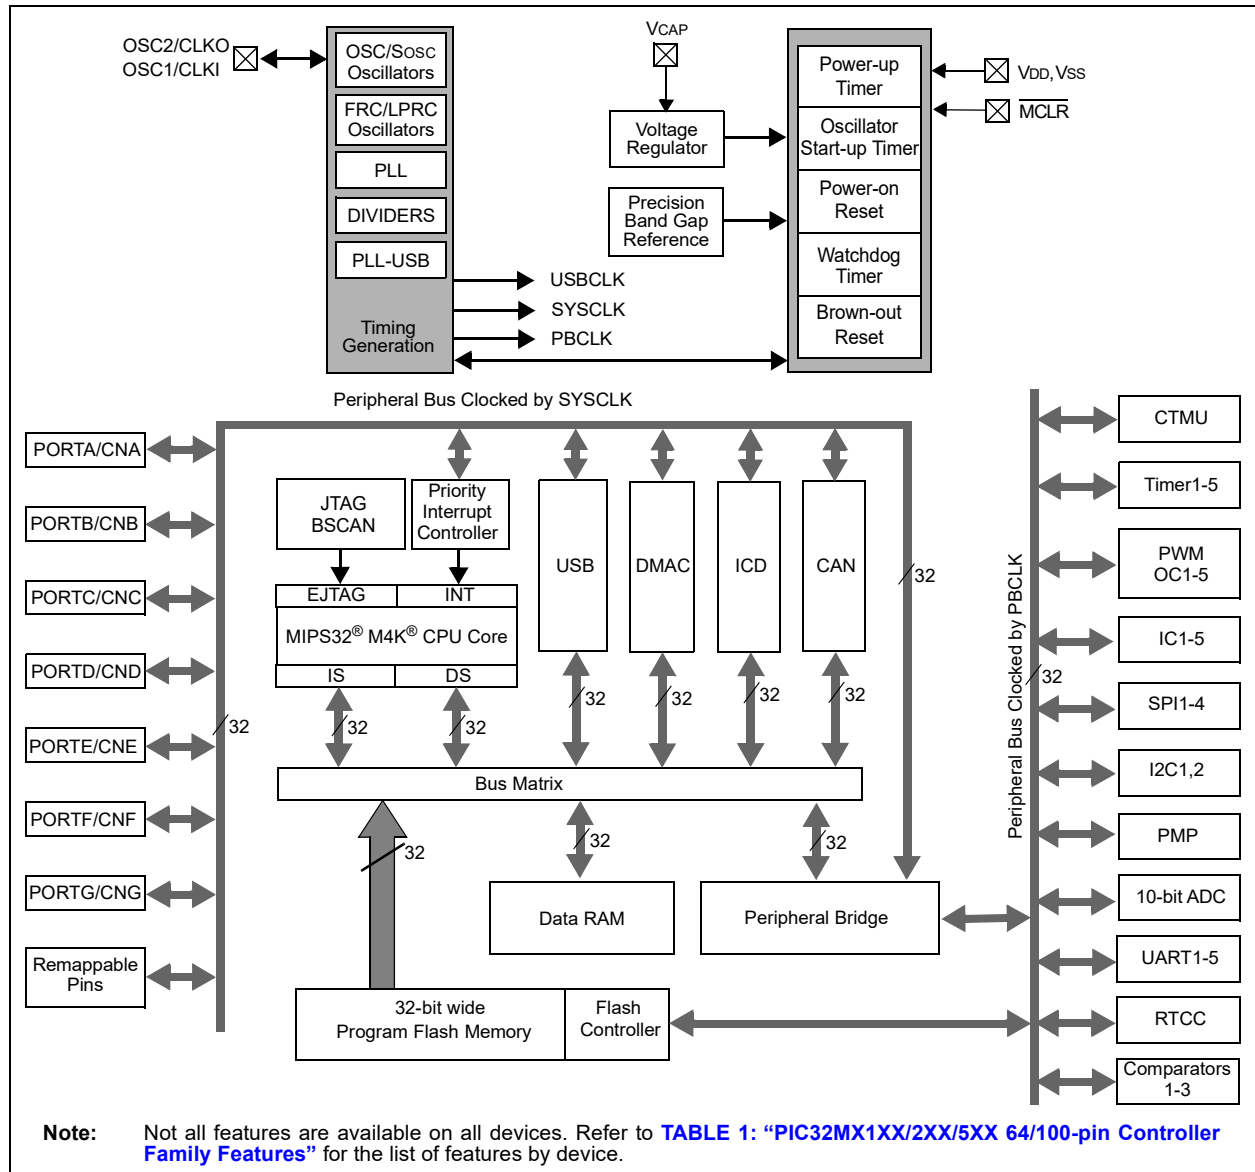 OSC2/CLKO
OSC1/CLKI
OSC/SOSC
Oscillators
FRC/LPRC
Oscillators
PLL
DIVIDERS
PLL-USB
Timing
Generation
USBCLK
SYSCLK
PBCLK
VCAP
Voltage
Regulator
Precision
Band Gap
Reference
Power-up
Timer
Oscillator
Start-up Timer
Power-on
Reset
Watchdog
Timer
Brown-out
Reset
VDD, VSS
MCLR
Peripheral Bus Clocked by SYSCLK
PORTA/CNA
PORTB/CNB
PORTC/CNC
PORTD/CND
PORTE/CNE
PORTF/CNF
PORTG/CNG
Remappable
Pins
32
JTAG
BSCAN
Priority
Interrupt
Controller
EJTAG
INT
MIPS32® M4K® CPU Core
IS
DS
USB
DMAC
ICD
CAN
32
32
32
32
32
32
32
Bus Matrix
32
32
32
Data RAM
Peripheral Bridge
32-bit wide
Program Flash Memory
Flash
Controller
Peripheral Bus Clocked by PBCLK
32
CTMU
Timer1-5
PWM
OC1-5
IC1-5
SPI1-4
I2C1,2
PMP
10-bit ADC
UART1-5
RTCC
Comparators
1-3
Note: Not all features are available on all devices. Refer to TABLE 1: “PIC32MX1XX/2XX/5XX 64/100-pin Controller
Family Features” for the list of features by device.